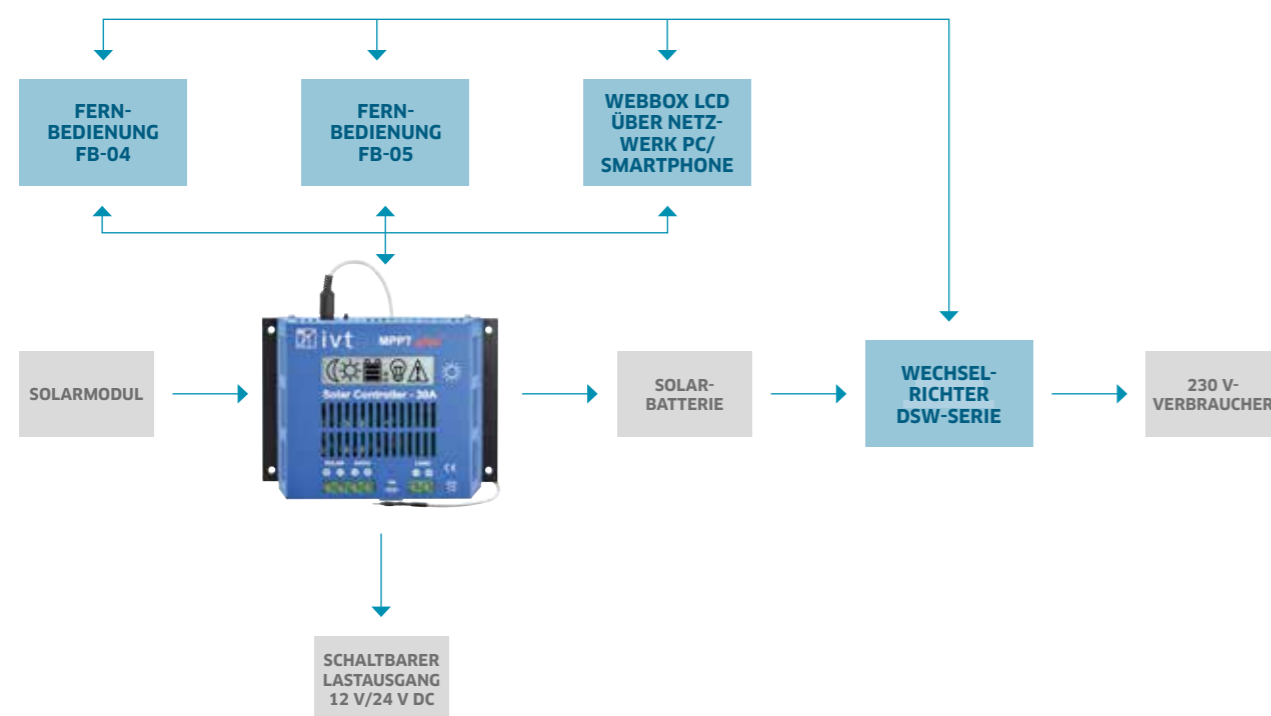 FERN-
BEDIENUNG
FB-04
FERN-
BEDIENUNG
FB-05
WEBBOX LCD
ÜBER NETZ-
WERK PC/
SMARTPHONE
SOLARMODUL
ivt MPPT
Solar Controller - 30A
SOLAR-
BATTERIE
WECHSEL-
RICHTER
DSW-SERIE
230 V-
VERBRAUCHER
SCHALTBARER
LASTAUSGANG
12 V/24 V DC